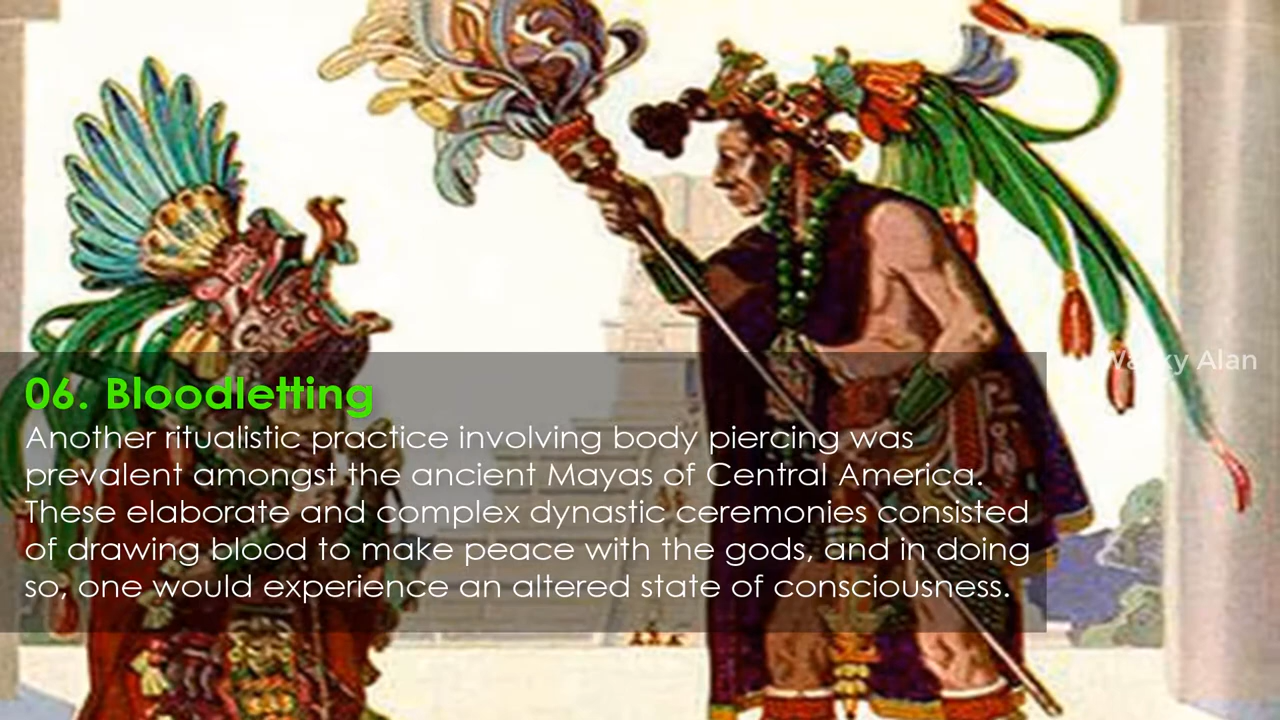 06. Bloodletting
Another ritualistic practice involving body piercing was
prevalent amongst the ancient Mayas of Central America.
These elaborate and complex dynastic ceremonies consisted
of drawing blood to make peace with the gods, and in doing
so, one would experience an altered state of consciousness.
Wacky Alan